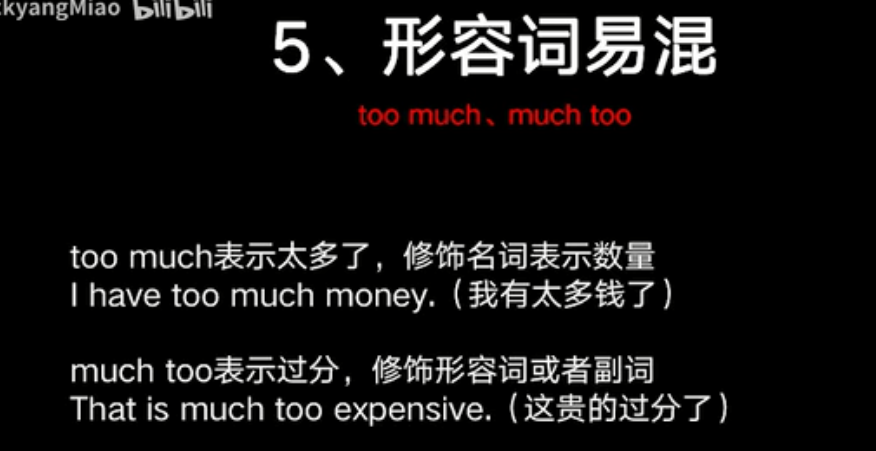 kyangMiao bilibili
5、形容词易混
too much、much too
too much表示太多了，修饰名词表示数量
I have too much money.（我有太多钱了）
much too表示过分，修饰形容词或者副词
That is much too expensive.（这贵的过分了）